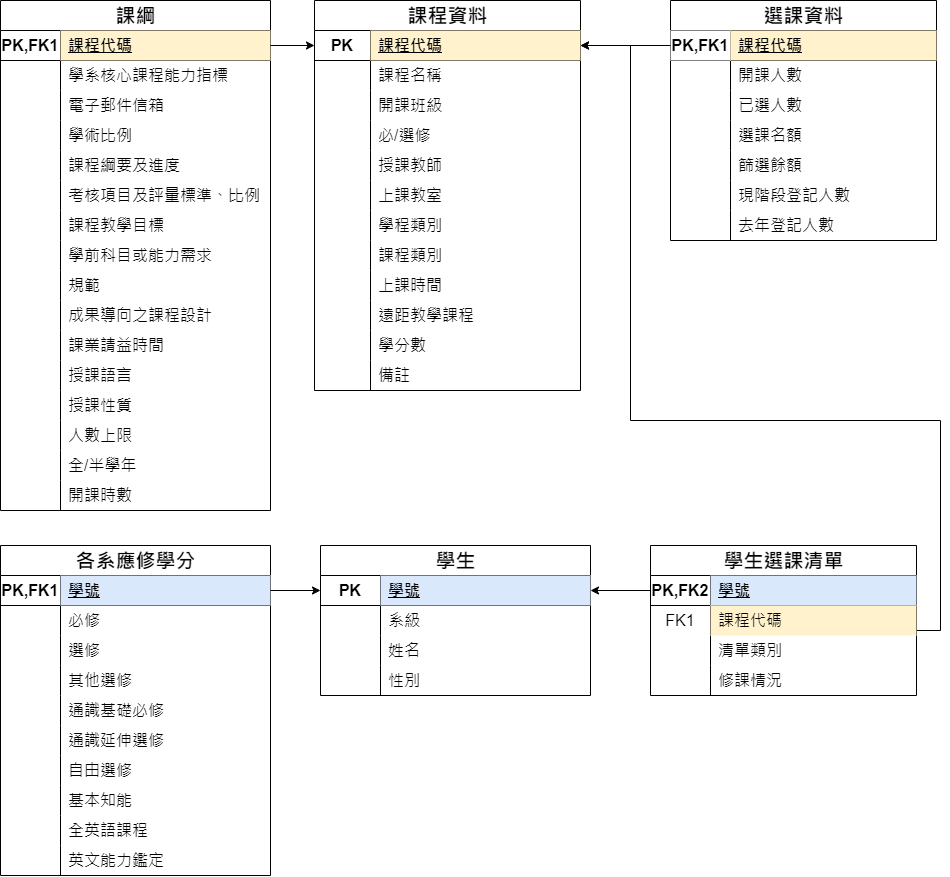 課綱
PK,FK1 課程代碼
學系核心課程能力指標
電子郵件信箱
學術比例
課程綱要及進度
考核項目及評量標準、比例
課程教學目標
學前科目或能力需求
規範
成果導向之課程設計
課業請益時間
授課語言
授課性質
人數上限
全/半學年
開課時數
課程資料
PK 課程代碼
課程名稱
開課班級
必/選修
授課教師
上課教室
學程類別
課程類別
上課時間
遠距教學課程
學分數
備註
選課資料
PK,FK1 課程代碼
開課人數
已選人數
選課名額
篩選餘額
現階段登記人數
去年登記人數
各系應修學分
PK,FK1 學號
必修
選修
其他選修
通識基礎必修
通識延伸選修
自由選修
基本知能
全英語課程
英文能力鑑定
學生
PK 學號
系級
姓名
性別
學生選課清單
PK,FK2 學號
FK1 課程代碼
清單類別
修課情況